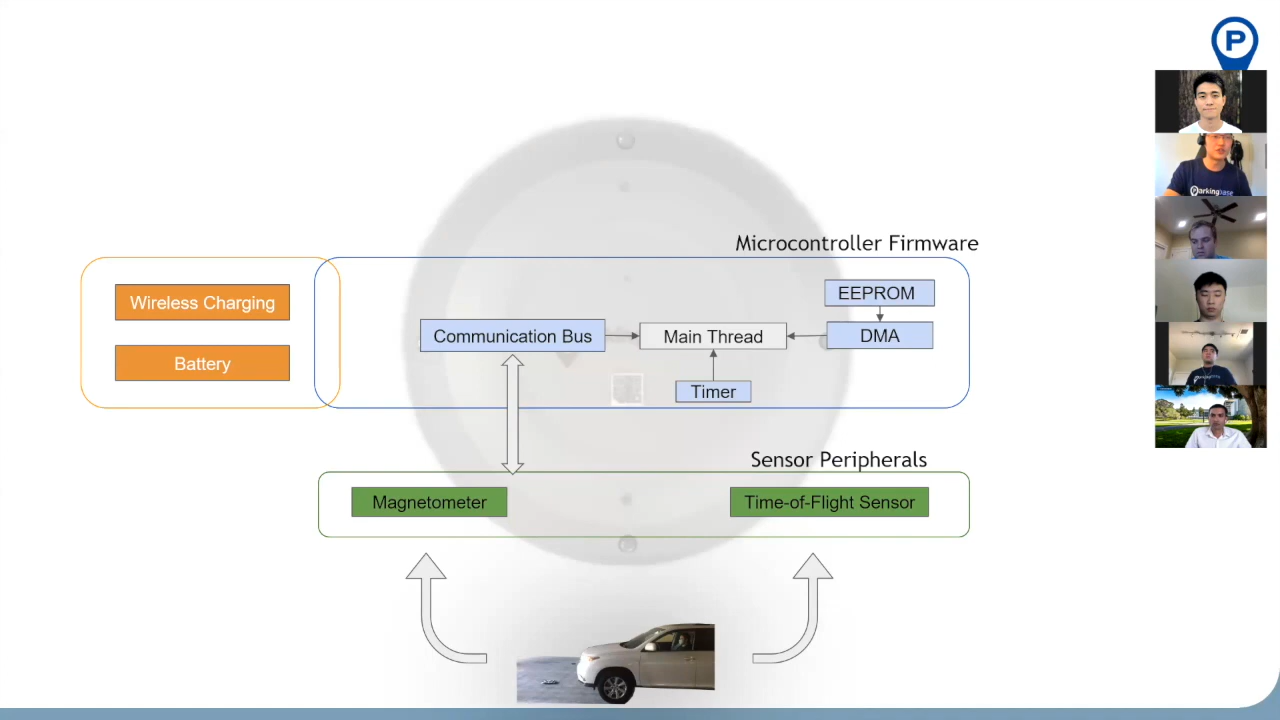 P
Microcontroller Firmware
Wireless Charging
Battery
EEPROM
Communication Bus
Main Thread
DMA
Timer
Sensor Peripherals
Magnetometer
Time-of-Flight Sensor